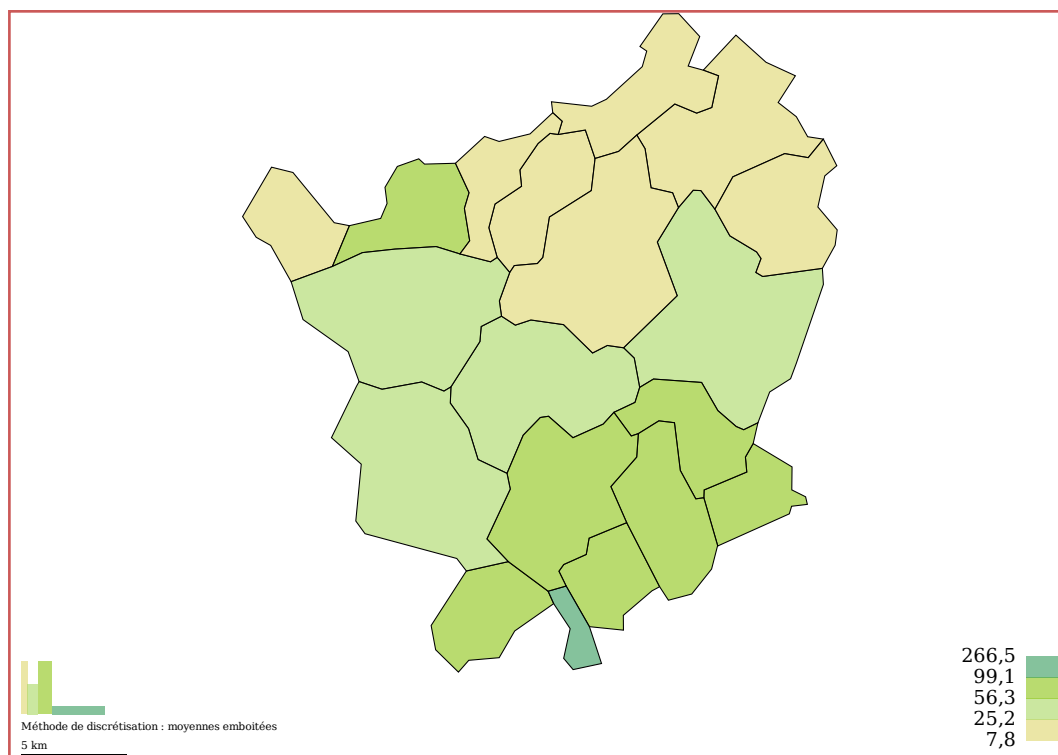 266,5
99,1
56,3
25,2
7,8
Méthode de discrétisation : moyennes emboitées
5 km